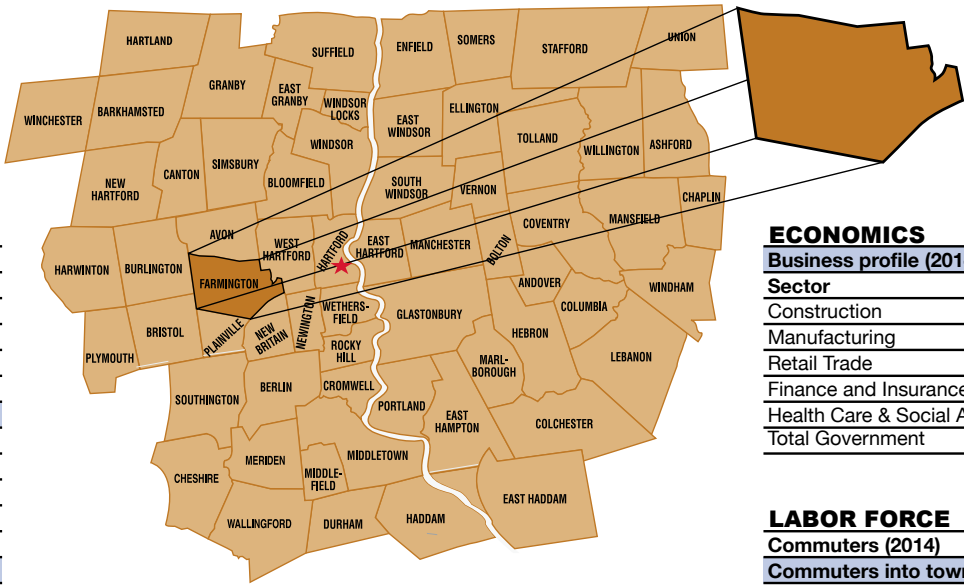 HARTLAND
SUFFIELD
ENFIELD
SOMERS
STAFFORD
UNION
GRANBY
EAST
GRANBY
WINDSOR
LOCKS
WINCHESTER
BARKHAMSTED
EAST
WINDSOR
ELLINGTON
TOLLAND
WILLINGTON
ASHFORD
WINDSOR
NEW
HARTFORD
CANTON
SIMSBURY
BLOOMFIELD
SOUTH
WINDSOR
VERNON
CHAPLIN
COVENTRY
MANSFIELD
AVON
WEST
HARTFORD
HARTFORD
EAST
HARTFORD
MANCHESTER
BOLTON
HARWINTON
BURLINGTON
FARMINGTON
ANDOVER
COLUMBIA
WINDHAM
WETHERS-
FIELD
GLASTONBURY
HEBRON
PLYMOUTH
BRISTOL
PLAINVILLE
NEW
BRITAIN
NEWINGTON
ROCKY
HILL
MARL-
BOROUGH
LEBANON
SOUTHINGTON
BERLIN
CROMWELL
PORTLAND
EAST
HAMPTON
COLCHESTER
CHESHIRE
MERIDEN
MIDDLE-
FIELD
MIDDLETOWN
WALLINGFORD
DURHAM
HADDAM
EAST HADDAM
ECONOMICS
Business profile (201
Sector
Construction
Manufacturing
Retail Trade
Finance and Insurance
Health Care & Social A
Total Government
LABOR FORCE
Commuters (2014)
Commuters into town